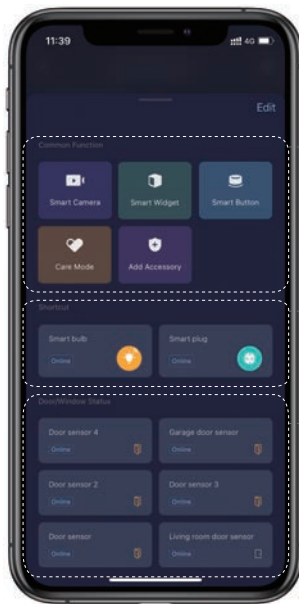 11:39
4G
Edit
Common Function
Smart Camera
Smart Widget
Smart Button
Care Mode
Add Accessory
Shortcut
Smart bulb
Online
Smart plug
Online
Door/Window Status
Door sensor 4
Online
Garage door sensor
Online
Door sensor 2
Online
Door sensor 3
Online
Door sensor
Online
Living room door sensor
Online